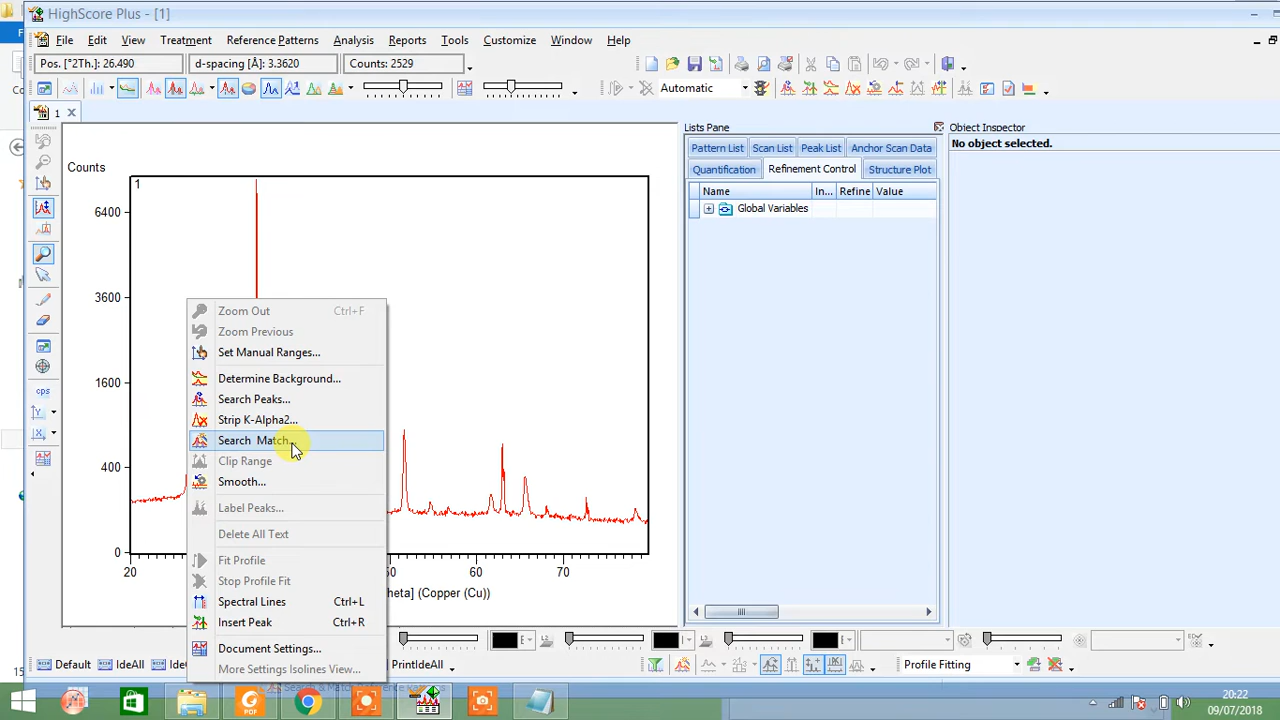 HighScore Plus - [1]
File Edit View Treatment Reference Patterns Analysis Reports Tools Customize Window Help
Pos. [°2Th.]: 26.490 d-spacing [Å]: 3.3620 Counts: 2529
Automatic
1
Lists Pane
Object Inspector
Pattern List Scan List Peak List Anchor Scan Data
No object selected.
Quantification Refinement Control Structure Plot
Name In... Refine Value
Global Variables
Counts
1
6400
3600
1600
400
0
20 50 60 70
heta] (Copper (Cu))
Zoom Out Ctrl+F
Zoom Previous
Set Manual Ranges...
Determine Background...
Search Peaks...
Strip K-Alpha2...
Search Match...
Clip Range
Smooth...
Label Peaks...
Delete All Text
Fit Profile
Stop Profile Fit
Spectral Lines Ctrl+L
Insert Peak Ctrl+R
Document Settings...
More Settings Isolines View...
cps
Default IdeAll Ide PrintIdeAll
Profile Fitting
PDF
20:22
09/07/2018